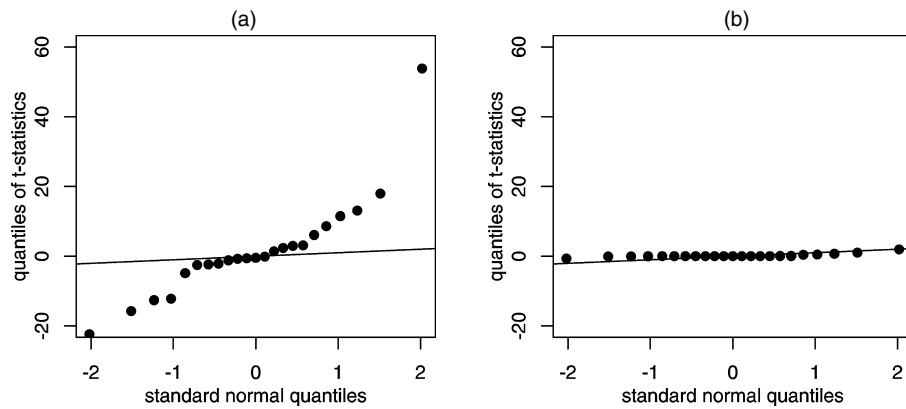 (a)
quantiles of t-statistics
60
40
20
0
-20
-2 -1 0 1 2
standard normal quantiles
(b)
quantiles of t-statistics
60
40
20
0
-20
-2 -1 0 1 2
standard normal quantiles